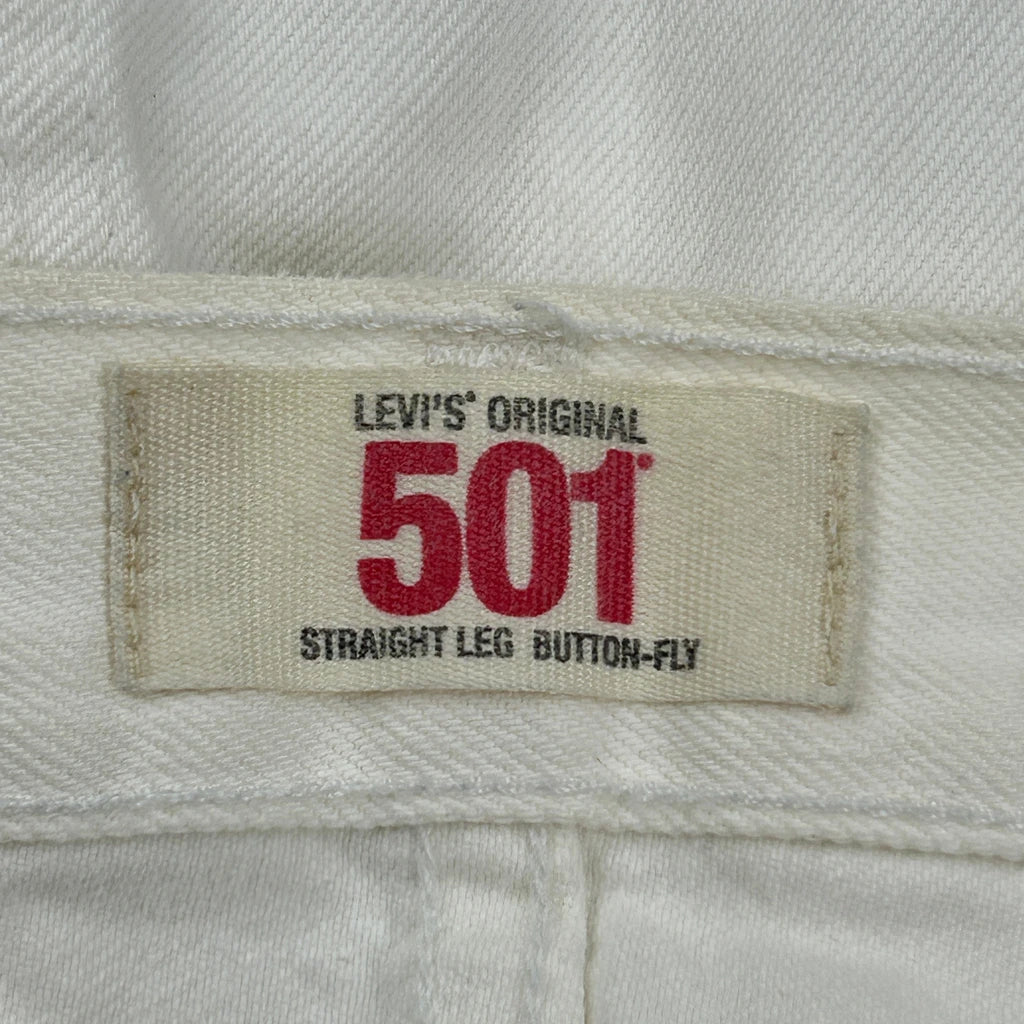 LEVI'S® ORIGINAL
501®
STRAIGHT LEG BUTTON-FLY